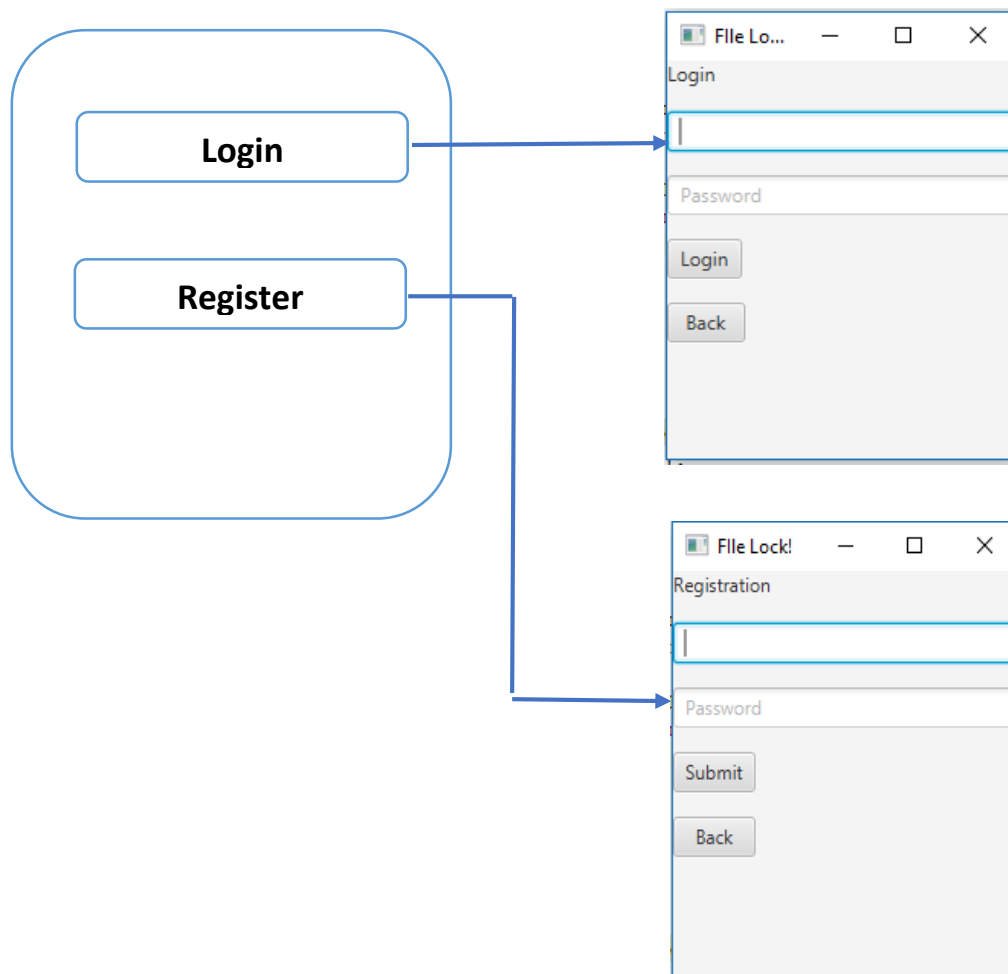 Login
Register
FIle Lo...
Login
Password
Login
Back
FIle Lock!
Registration
Password
Submit
Back